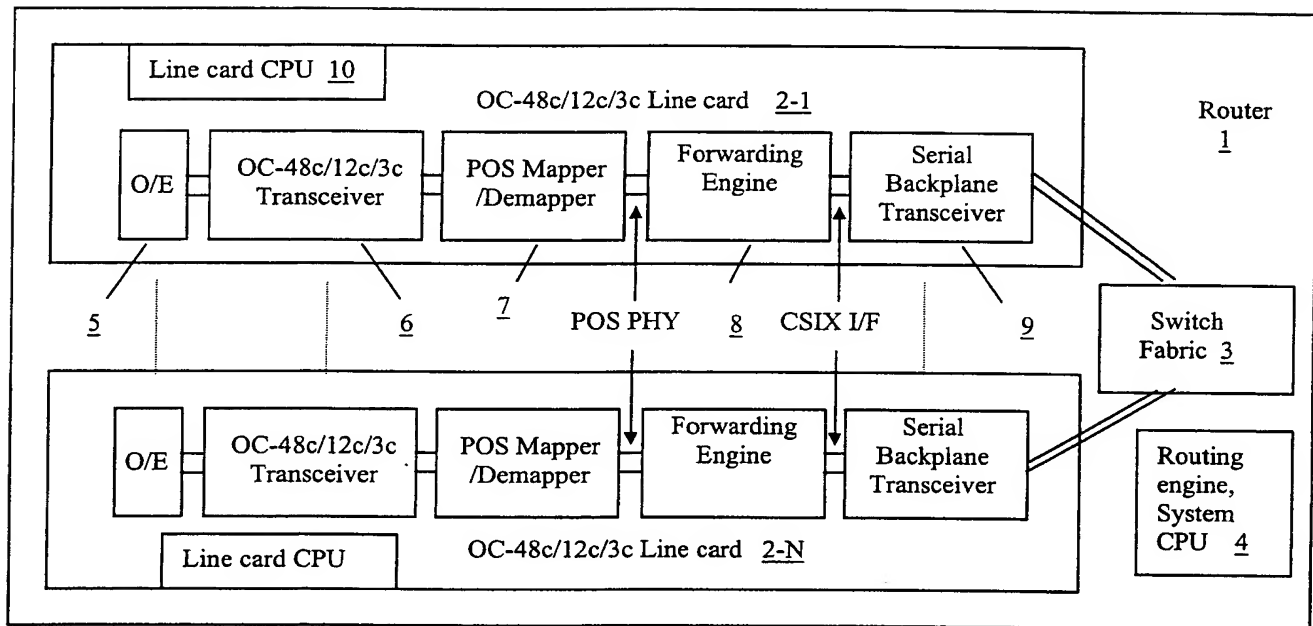 Line card CPU 10
OC-48c/12c/3c Line card 2-1
Router
1
O/E
OC-48c/12c/3c
Transceiver
POS Mapper
/Demapper
Forwarding
Engine
Serial
Backplane
Transceiver
5
6
7
POS PHY
8
CSIX I/F
9
Switch
Fabric 3
O/E
OC-48c/12c/3c
Transceiver
POS Mapper
/Demapper
Forwarding
Engine
Serial
Backplane
Transceiver
Routing
engine,
System
CPU 4
Line card CPU
OC-48c/12c/3c Line card 2-N